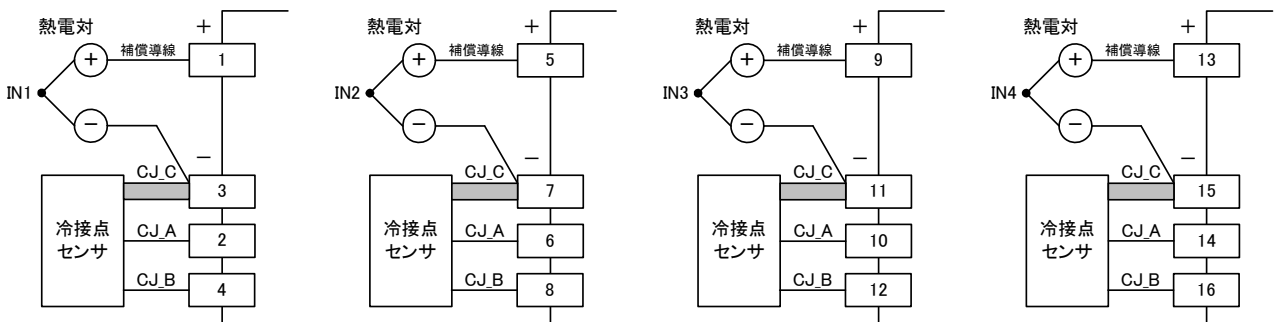 熱電対
+
+
補償導線
1
IN1
−
−
CJ_C
3
冷接点
センサ
CJ_A
2
CJ_B
4
熱電対
+
+
補償導線
5
IN2
−
−
CJ_C
7
冷接点
センサ
CJ_A
6
CJ_B
8
熱電対
+
+
補償導線
9
IN3
−
−
CJ_C
11
冷接点
センサ
CJ_A
10
CJ_B
12
熱電対
+
+
補償導線
13
IN4
−
−
CJ_C
15
冷接点
センサ
CJ_A
14
CJ_B
16